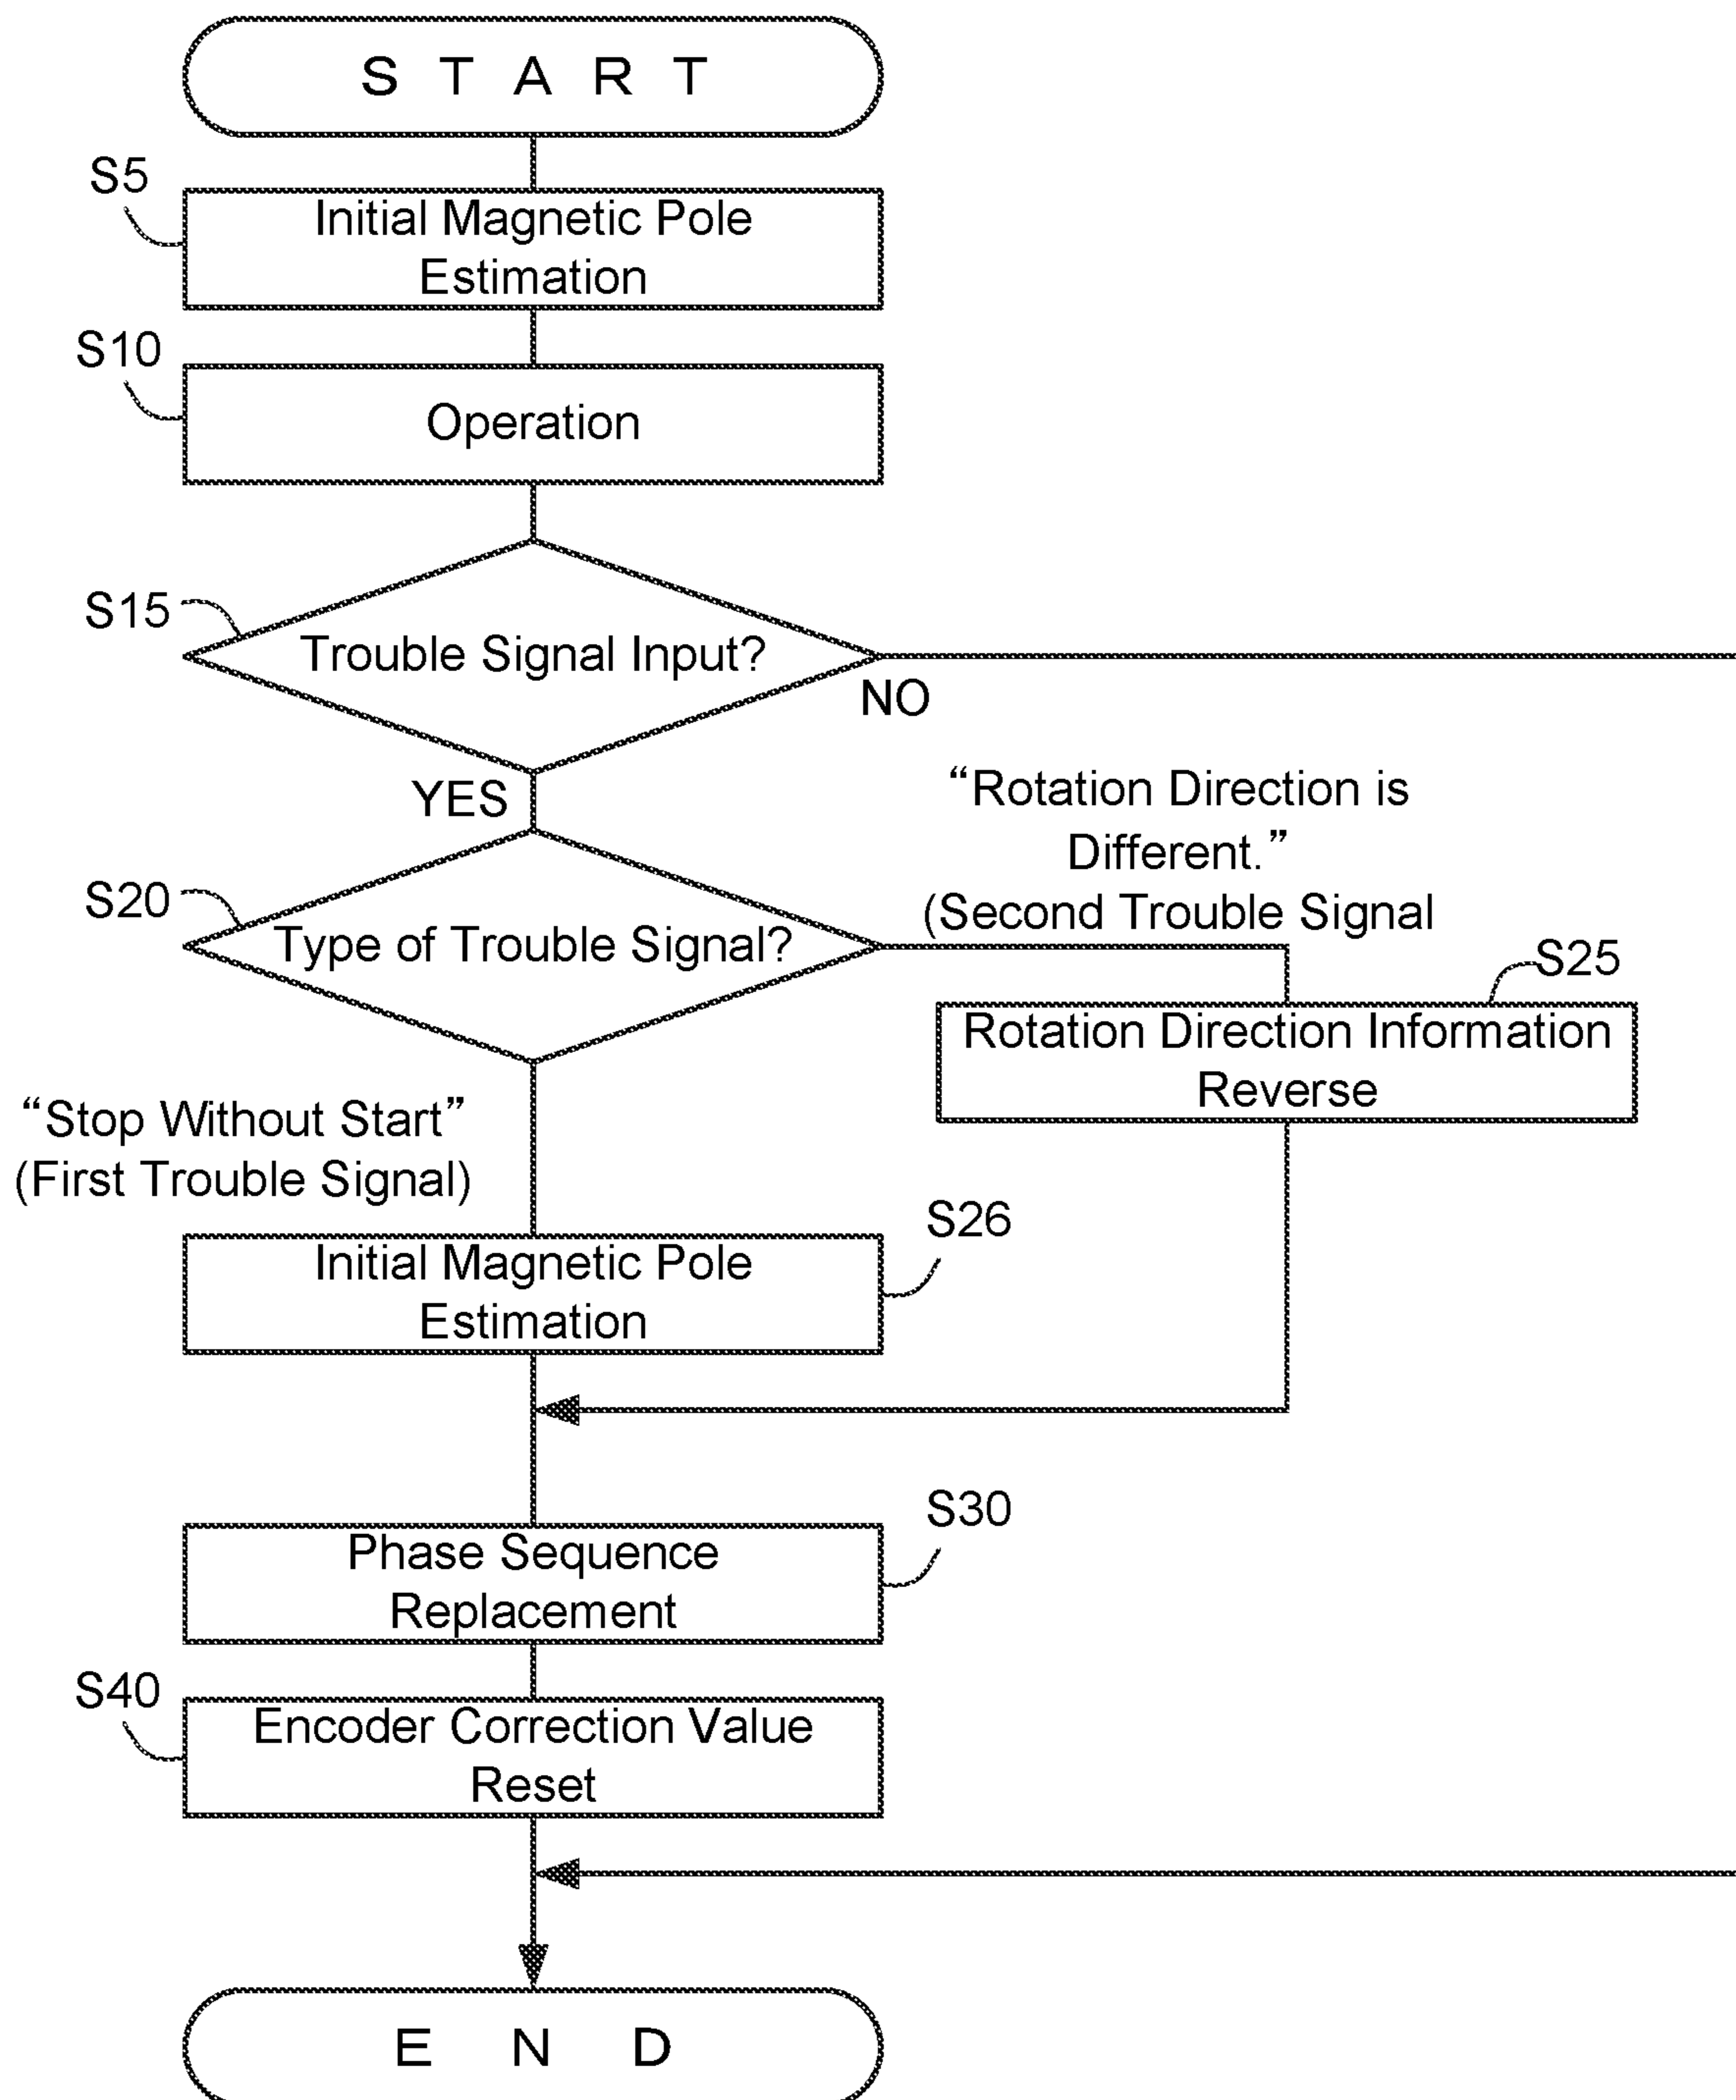 START
S5
Initial Magnetic Pole
Estimation
S10
Operation
S15
Trouble Signal Input?
NO
YES
“Rotation Direction is
Different.”
(Second Trouble Signal
S20
Type of Trouble Signal?
S25
Rotation Direction Information
Reverse
“Stop Without Start”
(First Trouble Signal)
S26
Initial Magnetic Pole
Estimation
S30
Phase Sequence
Replacement
S40
Encoder Correction Value
Reset
END